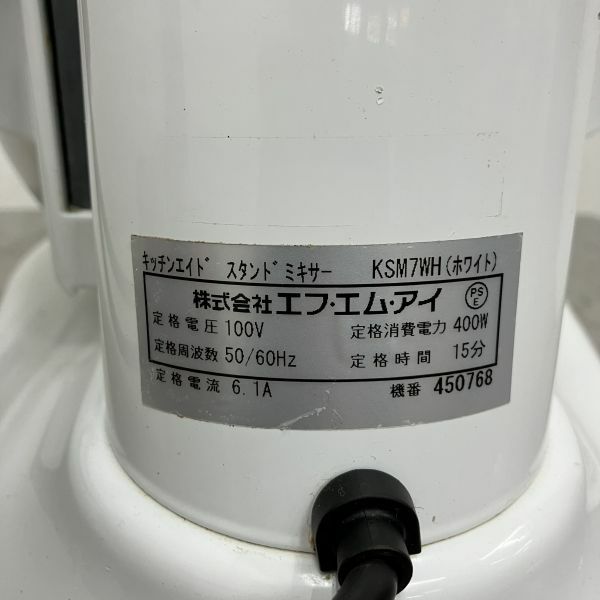 キッチンエイド スタンドミキサー KSM7WH(ホワイト)
株式会社エフ・エム・アイ PSE
定格電圧 100V 定格消費電力 400W
定格周波数 50/60Hz 定格時間 15分
定格電流 6.1A 機番 450768